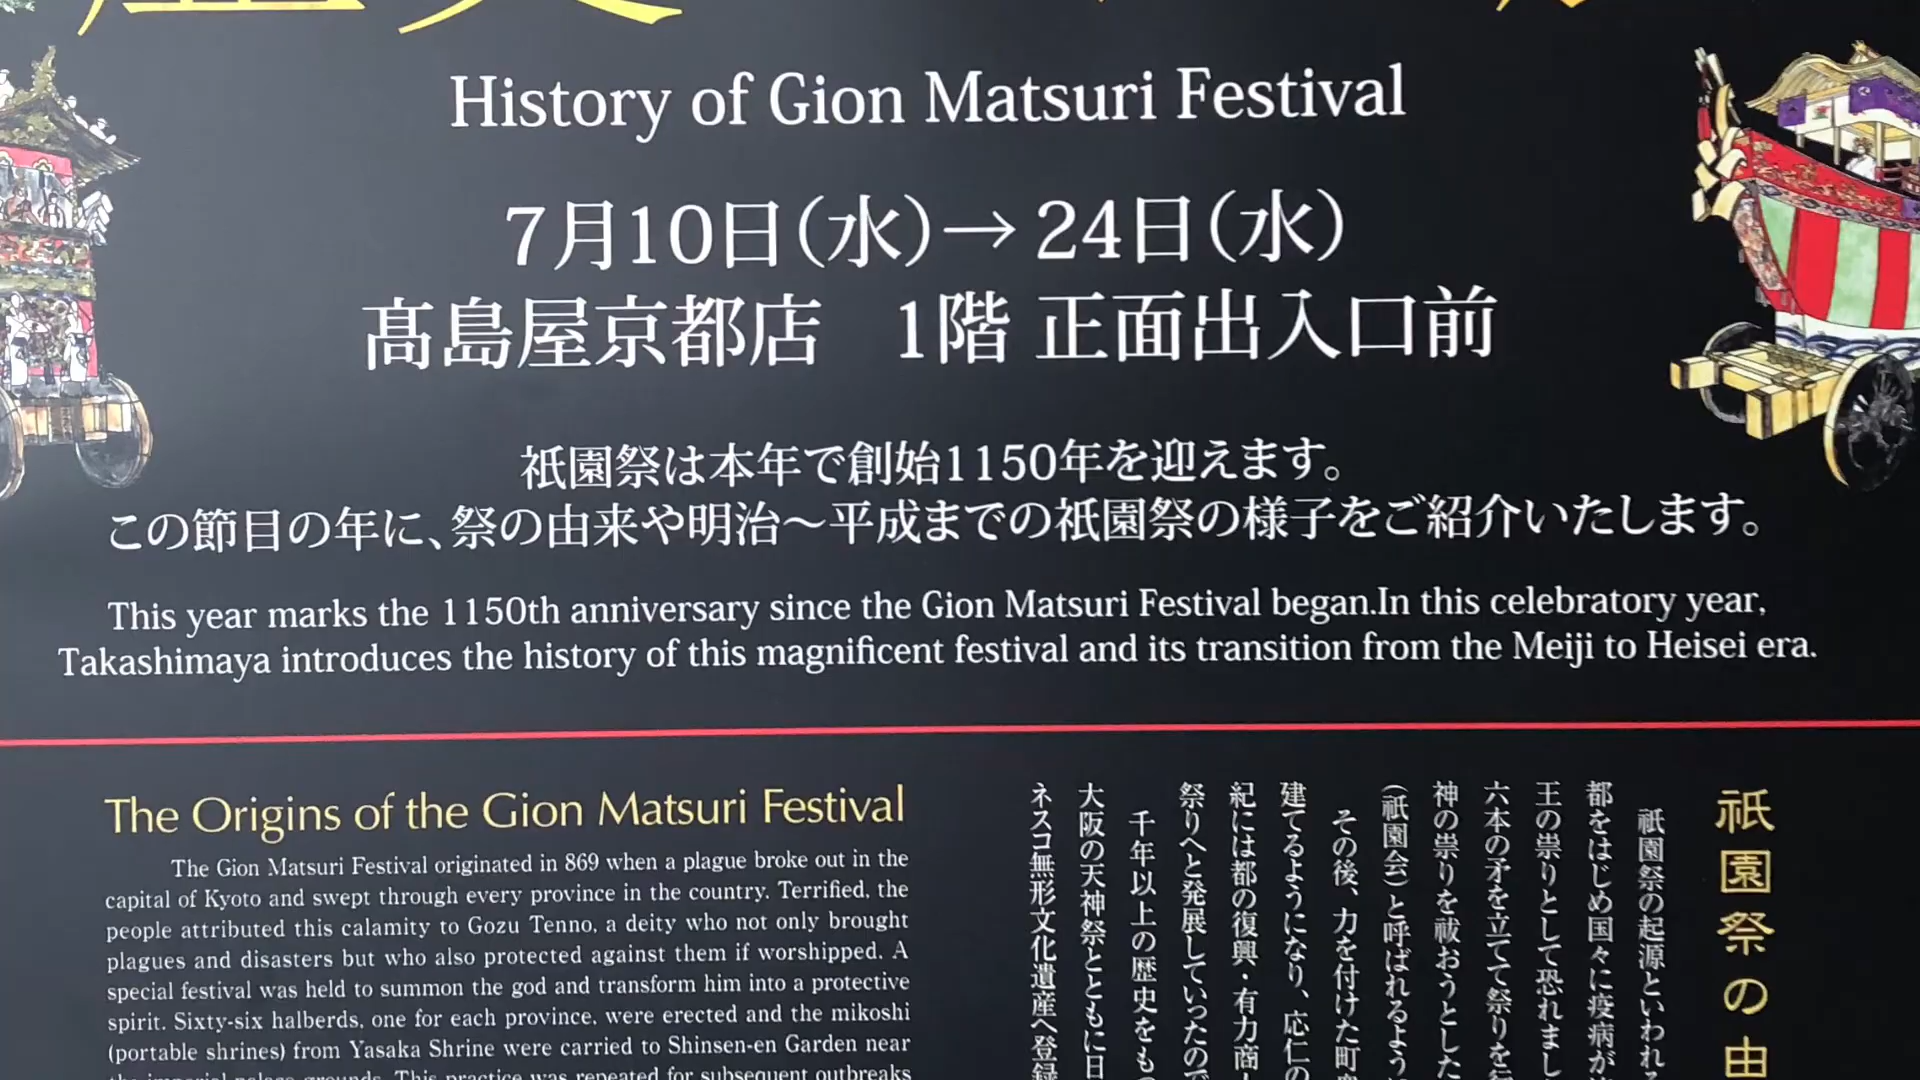 History of Gion Matsuri Festival
7月10日(水)→24日(水)
髙島屋京都店 1階 正面出入口前
祇園祭は本年で創始1150年を迎えます。
この節目の年に、祭の由来や明治～平成までの祇園祭の様子をご紹介いたします。
This year marks the 1150th anniversary since the Gion Matsuri Festival began.In this celebratory year,
Takashimaya introduces the history of this magnificent festival and its transition from the Meiji to Heisei era.
The Origins of the Gion Matsuri Festival
The Gion Matsuri Festival originated in 869 when a plague broke out in the
capital of Kyoto and swept through every province in the country. Terrified, the
people attributed this calamity to Gozu Tenno, a deity who not only brought
plagues and disasters but who also protected against them if worshipped. A
special festival was held to summon the god and transform him into a protective
spirit. Sixty-six halberds, one for each province, were erected and the mikoshi
(portable shrines) from Yasaka Shrine were carried to Shinsen-en Garden near
the imperial palace grounds. This practice was repeated for subsequent outbreaks
祇園祭の由
祇園祭の起源といわれる
都をはじめ国々に疫病が
王の祟りとして恐れまし
六本の矛を立てて祭りを
神の祟りを祓おうとした
(祇園会)と呼ばれるように
その後、力を付けた町衆
建てるようになり、応仁の
紀には都の復興・有力商
祭りへと発展していったので
千年以上の歴史をも
大阪の天神祭とともに日
ネスコ無形文化遺産へ登録